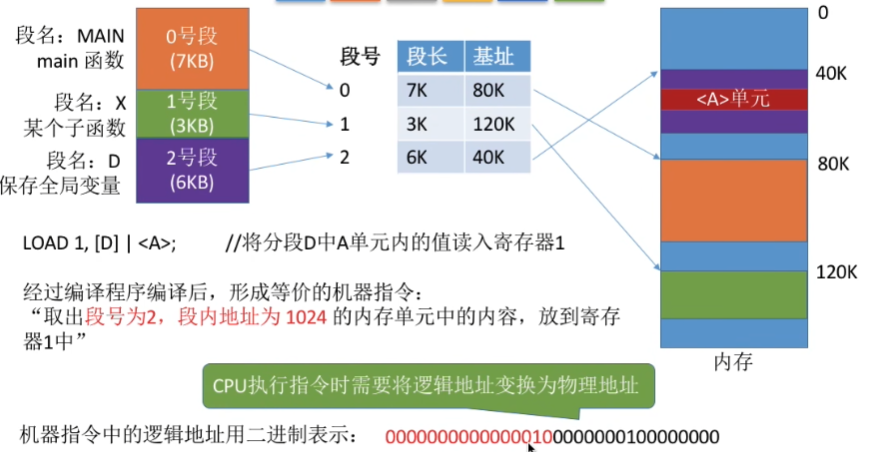 段名：MAIN
main 函数
0号段
(7KB)
段名：X
某个子函数
1号段
(3KB)
段名：D
保存全局变量
2号段
(6KB)
段号 段长 基址
0 7K 80K
1 3K 120K
2 6K 40K
0
40K
<A>单元
80K
120K
内存
LOAD 1, [D] | <A>; //将分段D中A单元内的值读入寄存器1
经过编译程序编译后，形成等价的机器指令：
“取出段号为2，段内地址为 1024 的内存单元中的内容，放到寄存
器1中”
CPU执行指令时需要将逻辑地址变换为物理地址
机器指令中的逻辑地址用二进制表示： 00000000000000100000000100000000